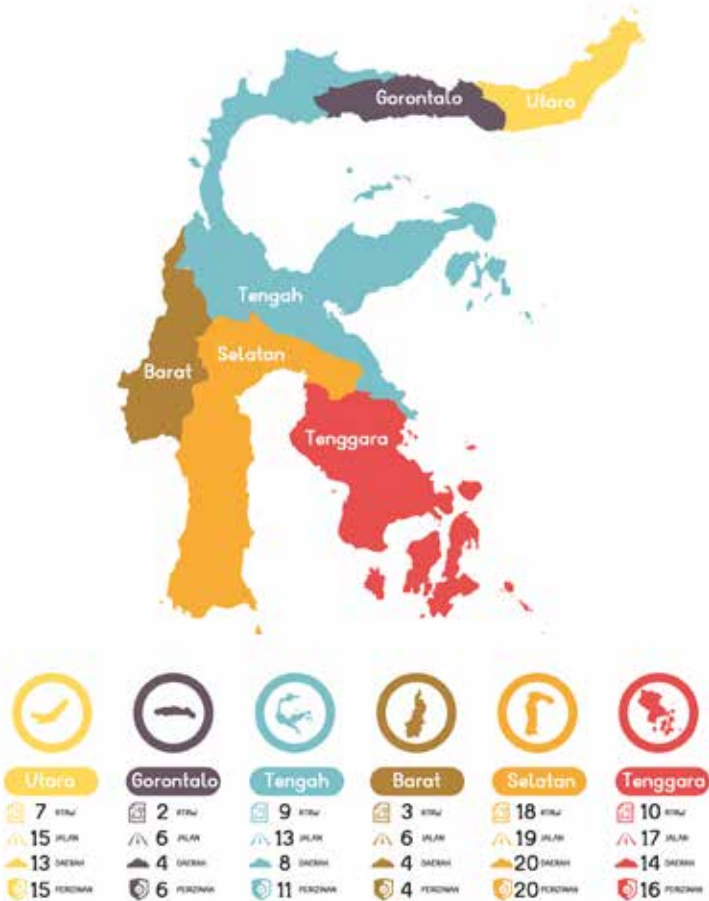 Gorontalo
Utara
Tengah
Selatan
Barat
Tenggara
Utara Gorontalo Tengah Barat Selatan Tenggara
7 RTRW 2 RTRW 9 RTRW 3 RTRW 18 RTRW 10 RTRW
15 JALAN 6 JALAN 13 JALAN 6 JALAN 19 JALAN 17 JALAN
13 DAERAH 4 DAERAH 8 DAERAH 4 DAERAH 20 DAERAH 14 DAERAH
15 PERIZINAN 6 PERIZINAN 11 PERIZINAN 4 PERIZINAN 20 PERIZINAN 16 PERIZINAN